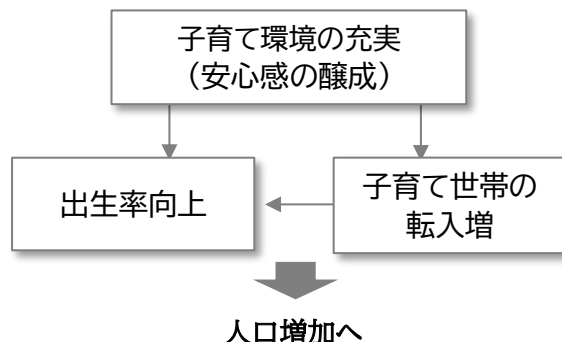 子育て環境の充実
（安心感の醸成）
出生率向上
子育て世帯の
転入増
人口増加へ